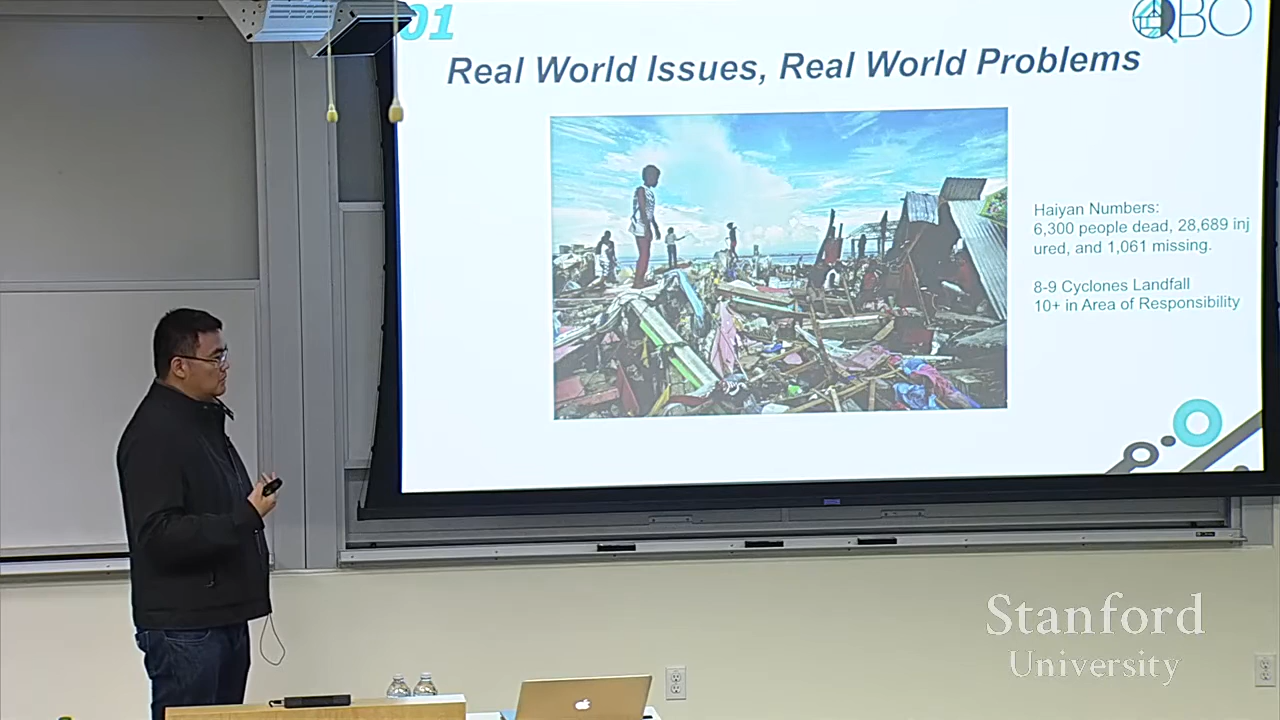 01
QBO
Real World Issues, Real World Problems
Haiyan Numbers:
6,300 people dead, 28,689 inj
ured, and 1,061 missing.
8-9 Cyclones Landfall
10+ in Area of Responsibility
Stanford
University